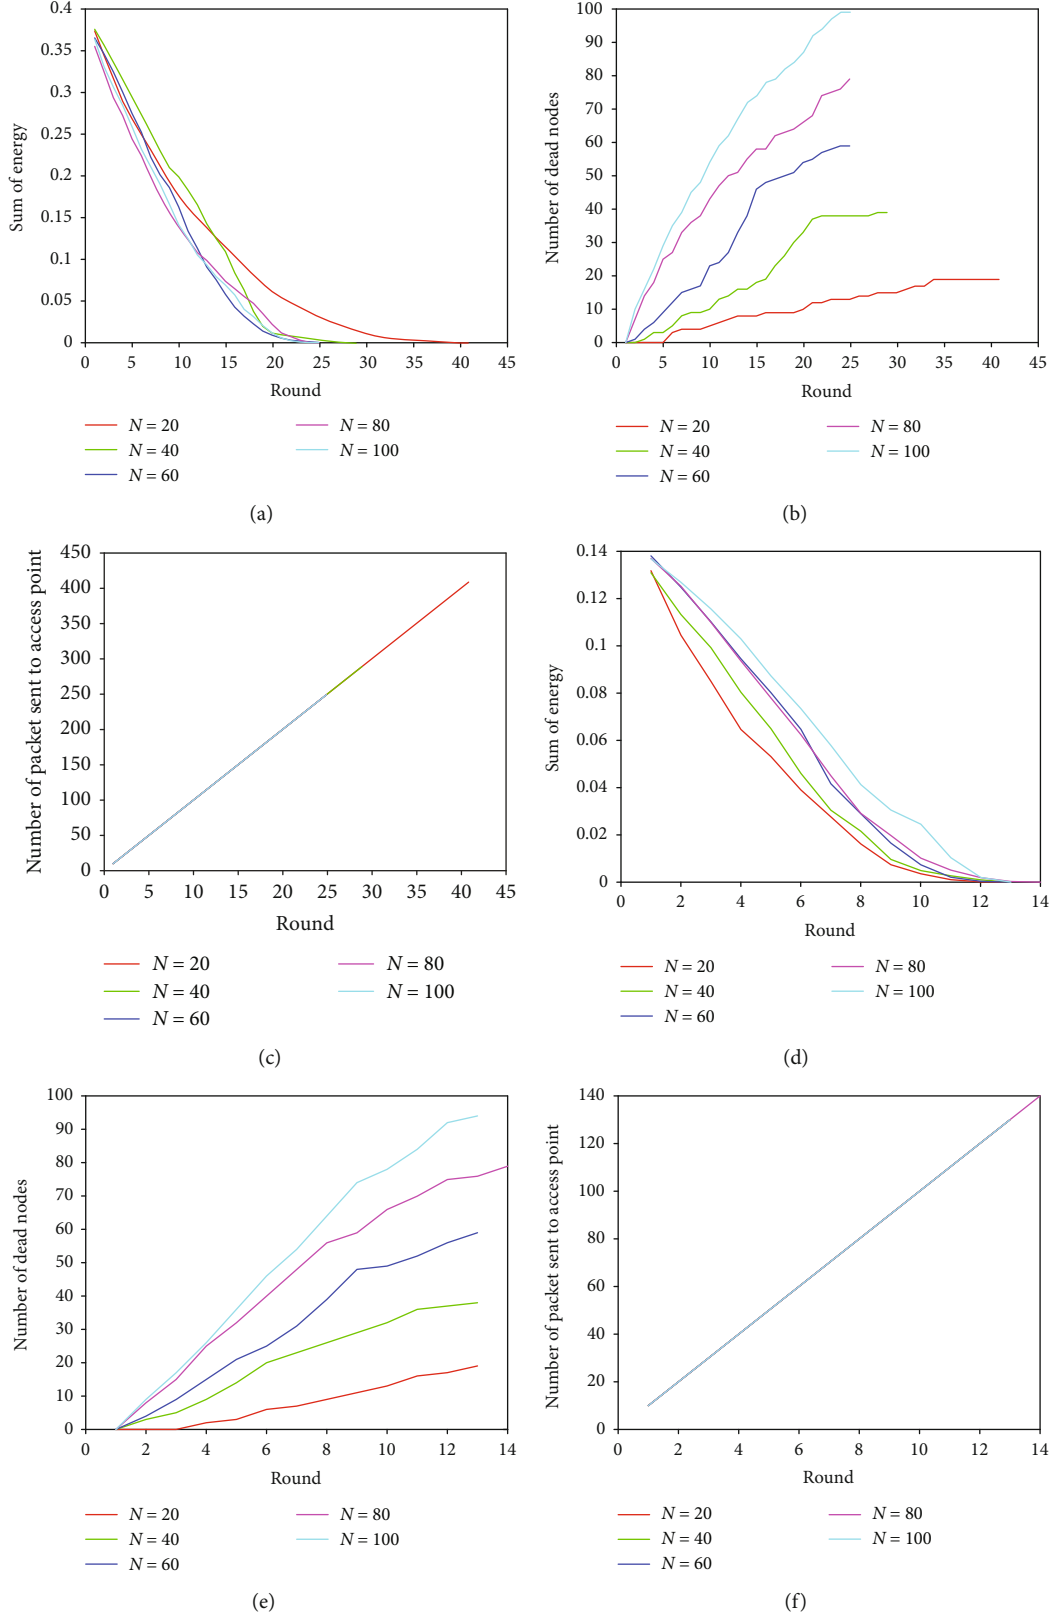 0.4
0.35
0.3
0.25
0.2
0.15
0.1
0.05
0
Sum of energy
0 5 10 15 20 25 30 35 40 45
Round
N = 20
N = 40
N = 60
N = 80
N = 100
(a)
100
90
80
70
60
50
40
30
20
10
0
Number of dead nodes
0 5 10 15 20 25 30 35 40 45
Round
N = 20
N = 40
N = 60
N = 80
N = 100
(b)
450
400
350
300
250
200
150
100
50
0
Number of packet sent to access point
0 5 10 15 20 25 30 35 40 45
Round
N = 20
N = 40
N = 60
N = 80
N = 100
(c)
0.14
0.12
0.1
0.08
0.06
0.04
0.02
0
Sum of energy
0 2 4 6 8 10 12 14
Round
N = 20
N = 40
N = 60
N = 80
N = 100
(d)
100
90
80
70
60
50
40
30
20
10
0
Number of dead nodes
0 2 4 6 8 10 12 14
Round
N = 20
N = 40
N = 60
N = 80
N = 100
(e)
140
120
100
80
60
40
20
0
Number of packet sent to access point
0 2 4 6 8 10 12 14
Round
N = 20
N = 40
N = 60
N = 80
N = 100
(f)